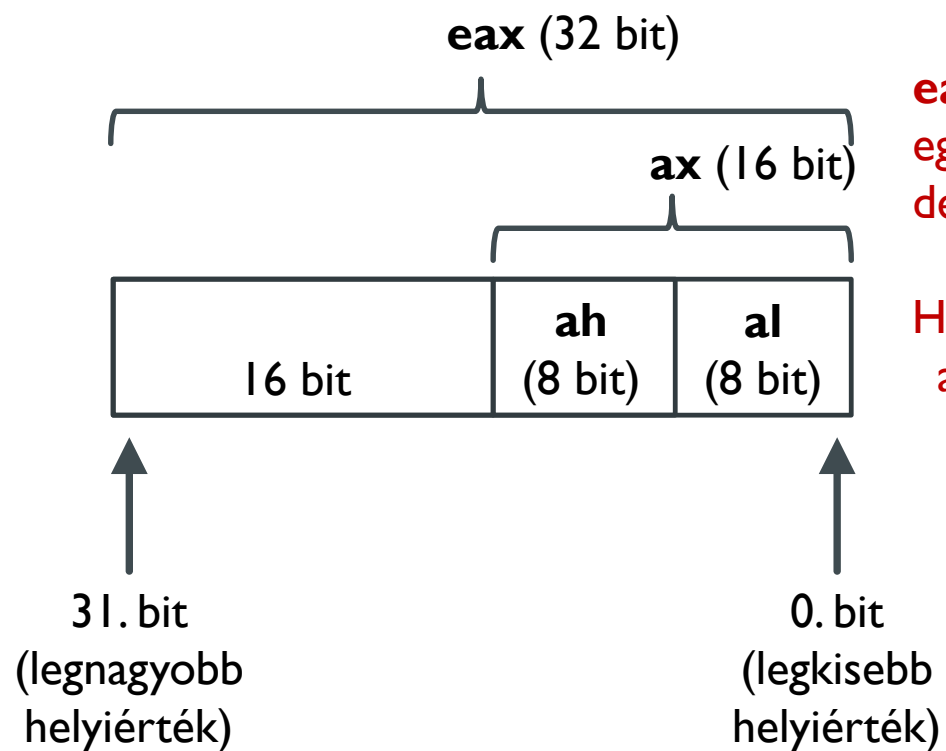 eax (32 bit)
ax (16 bit)
16 bit
ah
(8 bit)
al
(8 bit)
31. bit
(legnagyobb
helyiérték)
0. bit
(legkisebb
helyiérték)